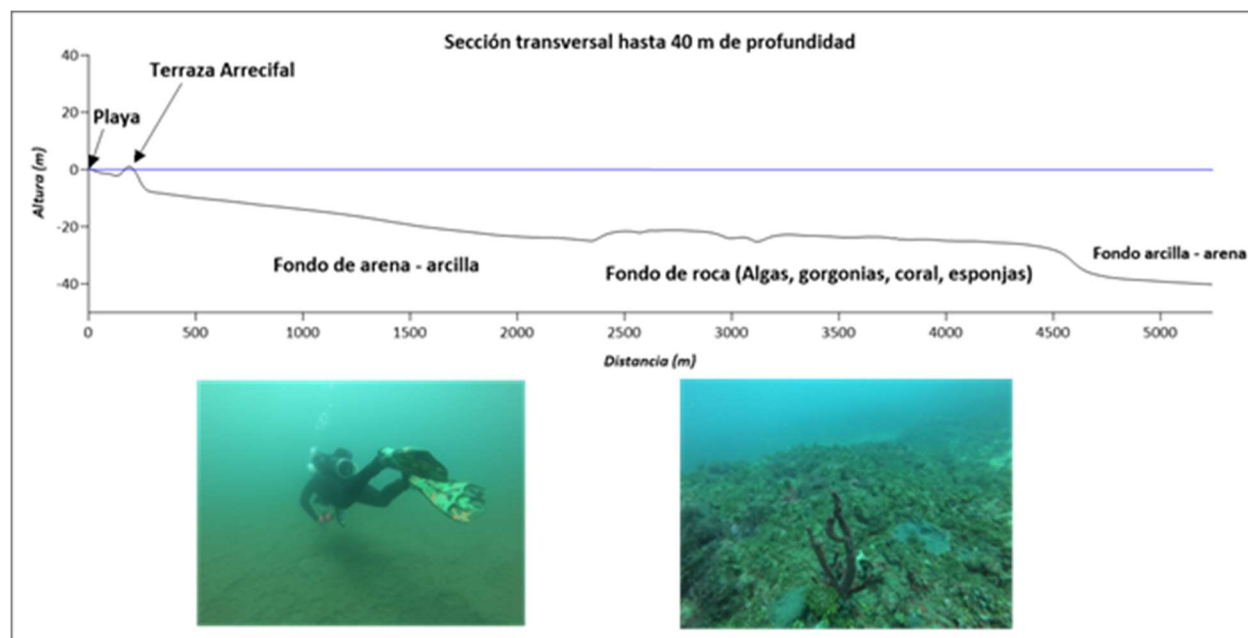 Sección transversal hasta 40 m de profundidad
Terraza Arrecifal
Playa
Altura (m)
40
20
0
-20
-40
Fondo de arena - arcilla
Fondo de roca (Algas, gorgonias, coral, esponjas)
Fondo arcilla - arena
0 500 1000 1500 2000 2500 3000 3500 4000 4500 5000
Distancia (m)